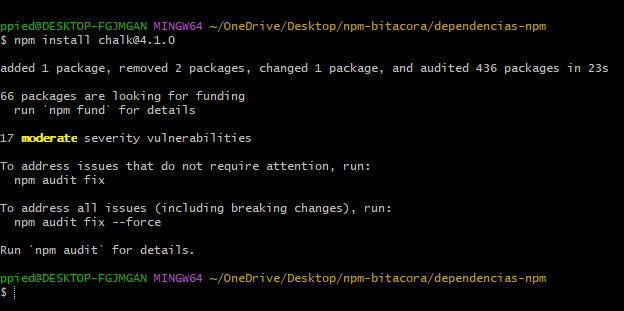 ppied@DESKTOP-FGJMGAN MINGW64 ~/OneDrive/Desktop/npm-bitacora/dependencias-npm
$ npm install chalk@4.1.0
added 1 package, removed 2 packages, changed 1 package, and audited 436 packages in 23s
66 packages are looking for funding
  run `npm fund` for details
17 moderate severity vulnerabilities
To address issues that do not require attention, run:
  npm audit fix
To address all issues (including breaking changes), run:
  npm audit fix --force
Run `npm audit` for details.
ppied@DESKTOP-FGJMGAN MINGW64 ~/OneDrive/Desktop/npm-bitacora/dependencias-npm
$